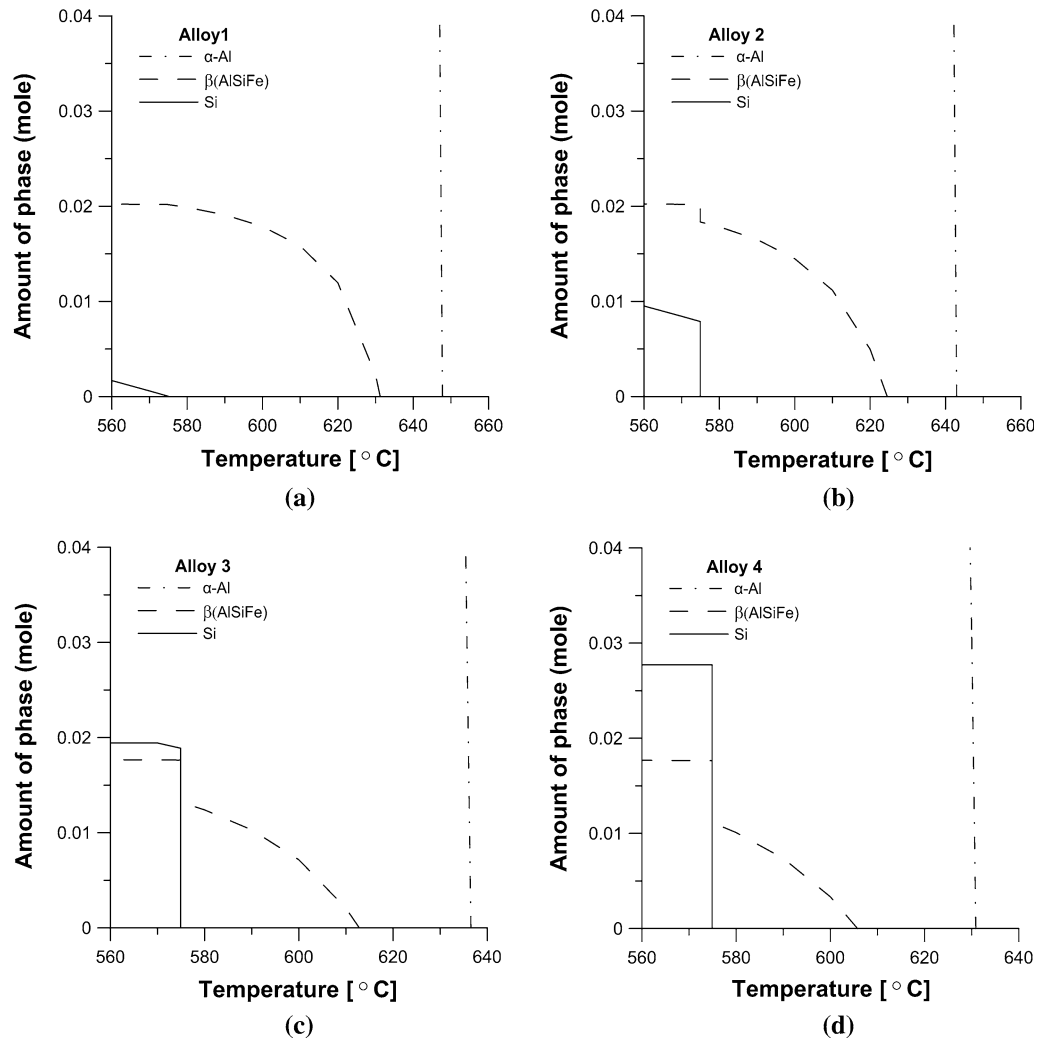 Amount of phase (mole)
0.04
0.03
0.02
0.01
0
Alloy1
α-Al
β(AlSiFe)
Si
560 580 600 620 640 660
Temperature [ ° C]
(a)
Amount of phase (mole)
0.04
0.03
0.02
0.01
0
Alloy 2
α-Al
β(AlSiFe)
Si
560 580 600 620 640 660
Temperature [ ° C]
(b)
Amount of phase (mole)
0.04
0.03
0.02
0.01
0
Alloy 3
α-Al
β(AlSiFe)
Si
560 580 600 620 640
Temperature [ ° C]
(c)
Amount of phase (mole)
0.04
0.03
0.02
0.01
0
Alloy 4
α-Al
β(AlSiFe)
Si
560 580 600 620 640
Temperature [ ° C]
(d)